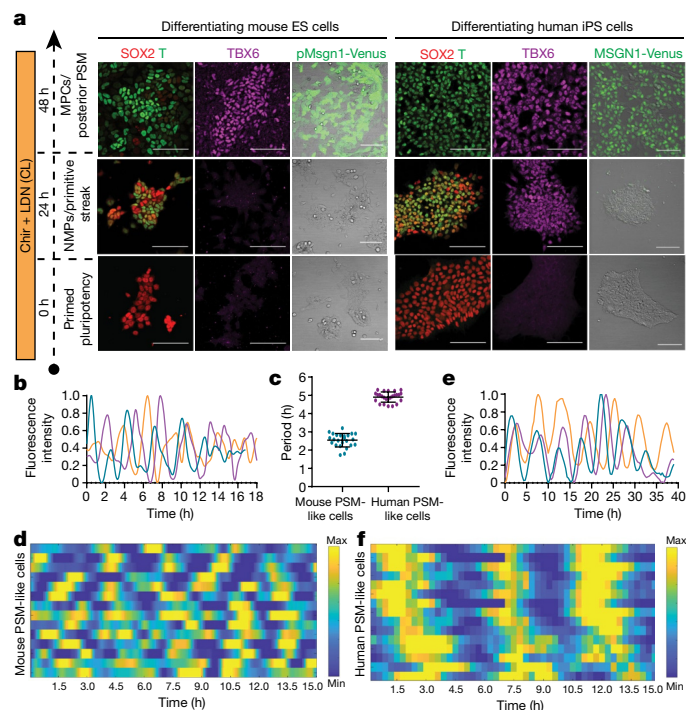 a
Differentiating mouse ES cells
Differentiating human iPS cells
SOX2 T
TBX6
pMsgn1-Venus
SOX2 T
TBX6
MSGN1-Venus
Chir + LDN (CL)
48 h
MPCs/
posterior PSM
24 h
NMPs/primitive
streak
0 h
Primed
pluripotency
b
Fluorescence
intensity
1.0
0.8
0.6
0.4
0.2
0
0 2 4 6 8 10 12 14 16 18
Time (h)
c
Period (h)
6
5
4
3
2
1
0
Mouse PSM-
like cells
Human PSM-
like cells
e
Fluorescence
intensity
1.0
0.8
0.6
0.4
0.2
0
0 5 10 15 20 25 30 35 40
Time (h)
d
Mouse PSM-like cells
1.5 3.0 4.5 6.0 7.5 9.0 10.5 12.0 13.5 15.0
Time (h)
Max
Min
f
Human PSM-like cells
1.5 3.0 4.5 6.0 7.5 9.0 10.5 12.0 13.5 15.0
Time (h)
Max
Min